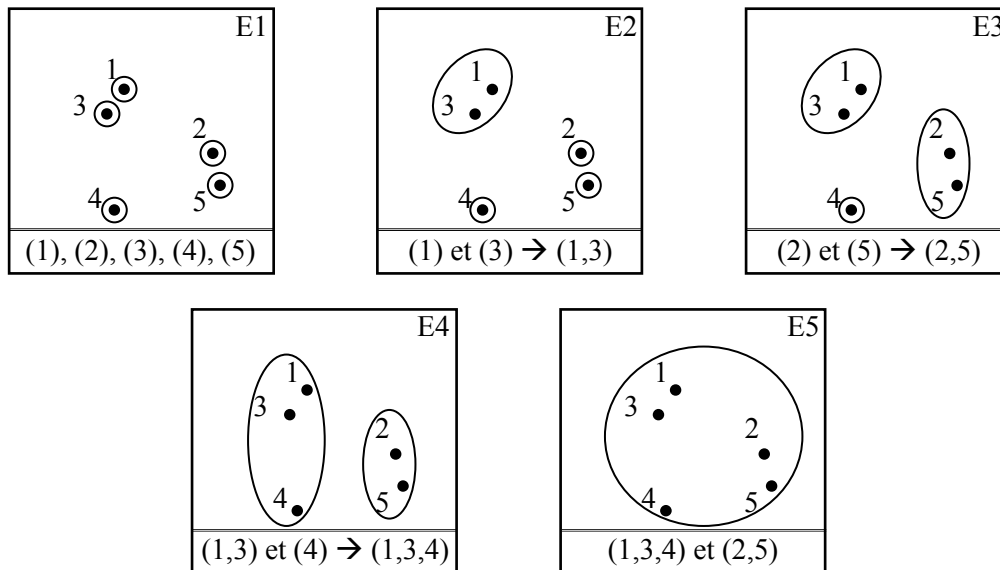 E1
1
3
2
4
5
(1), (2), (3), (4), (5)
E2
1
3
2
4
5
(1) et (3) → (1,3)
E3
1
3
2
4
5
(2) et (5) → (2,5)
E4
1
3
2
4
5
(1,3) et (4) → (1,3,4)
E5
1
3
2
4
5
(1,3,4) et (2,5)